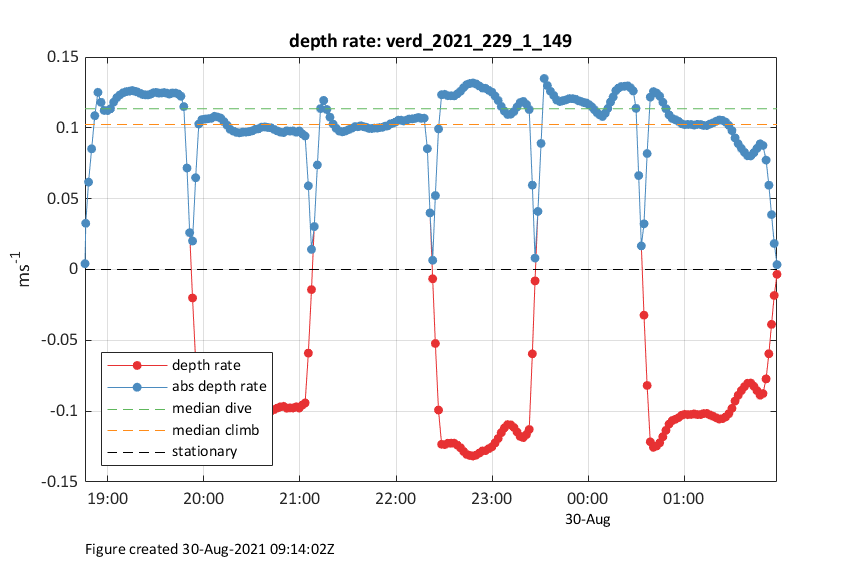 depth rate: verd_2021_229_1_149
0.15
0.1
0.05
0
-0.05
-0.1
-0.15
ms-1
depth rate
abs depth rate
median dive
median climb
stationary
19:00 20:00 21:00 22:00 23:00 00:00 01:00
30-Aug
Figure created 30-Aug-2021 09:14:02Z